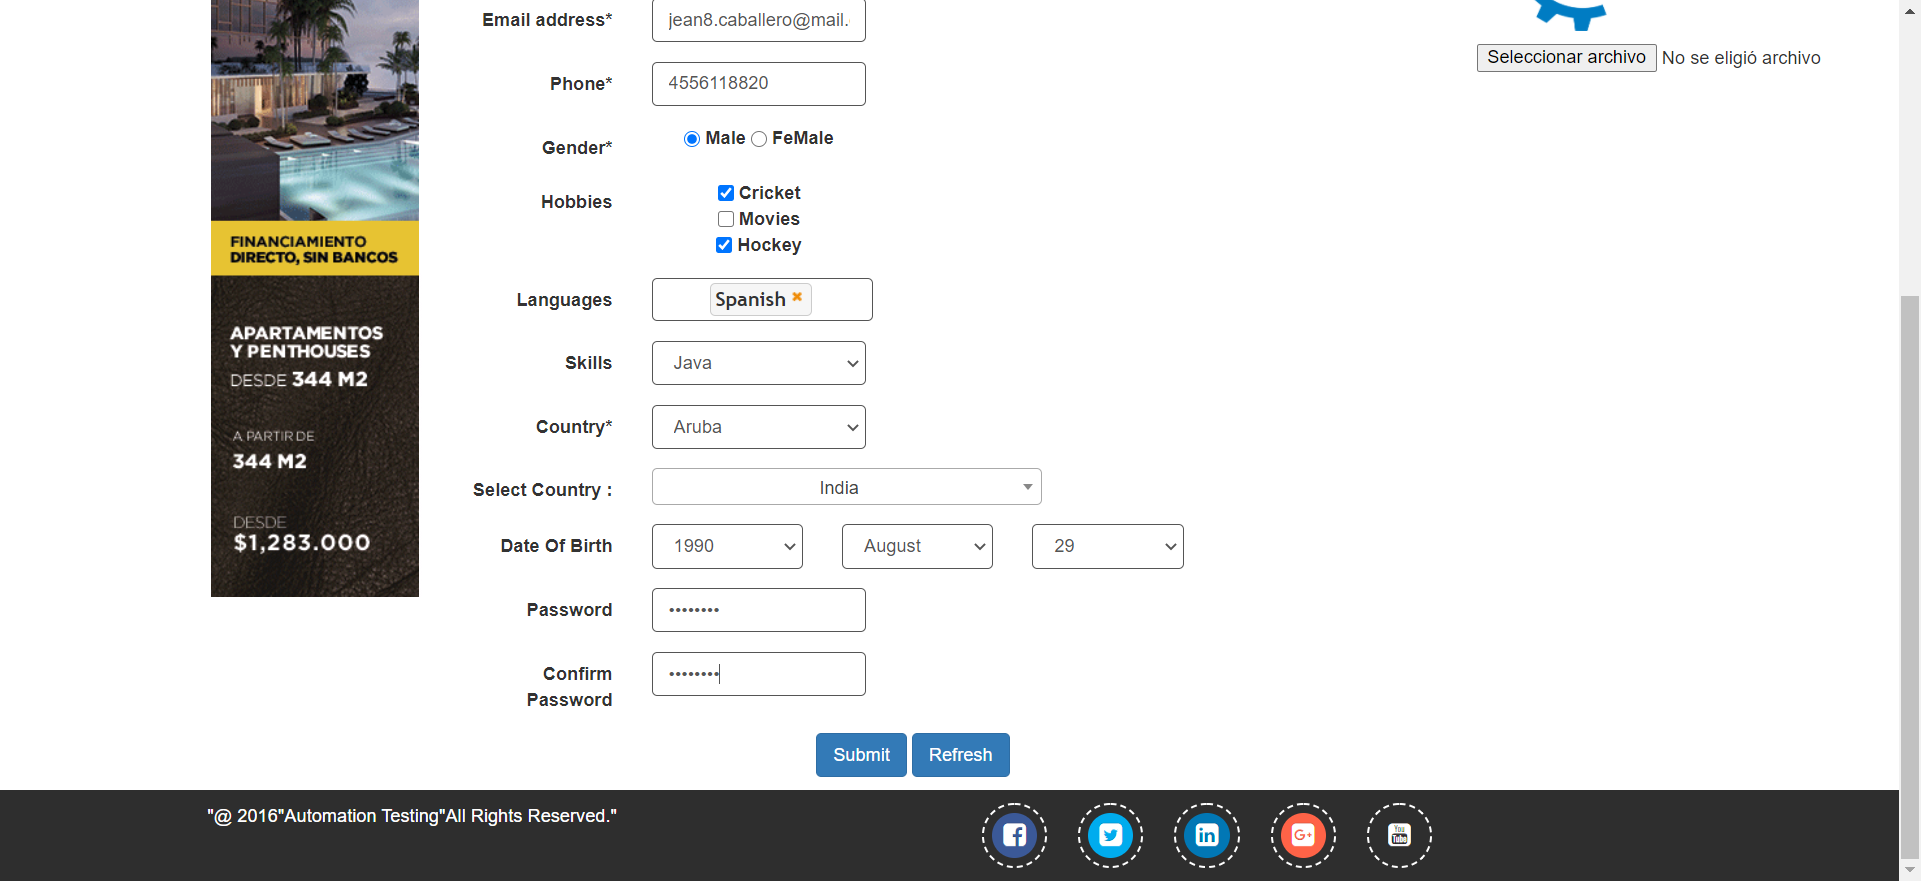 Email address*
jean8.caballero@mail.
Seleccionar archivo No se eligió archivo
Phone*
4556118820
Gender*
Male FeMale
Hobbies
Cricket
Movies
Hockey
FINANCIAMIENTO
DIRECTO, SIN BANCOS
APARTAMENTOS
Y PENTHOUSES
DESDE 344 M2
A PARTIR DE
344 M2
DESDE
$1,283.000
Languages
Spanish
Skills
Java
Country*
Aruba
Select Country :
India
Date Of Birth
1990 August 29
Password
••••••••
Confirm
Password
••••••••
Submit Refresh
"@ 2016"Automation Testing"All Rights Reserved."
f
in
G+
You
Tube